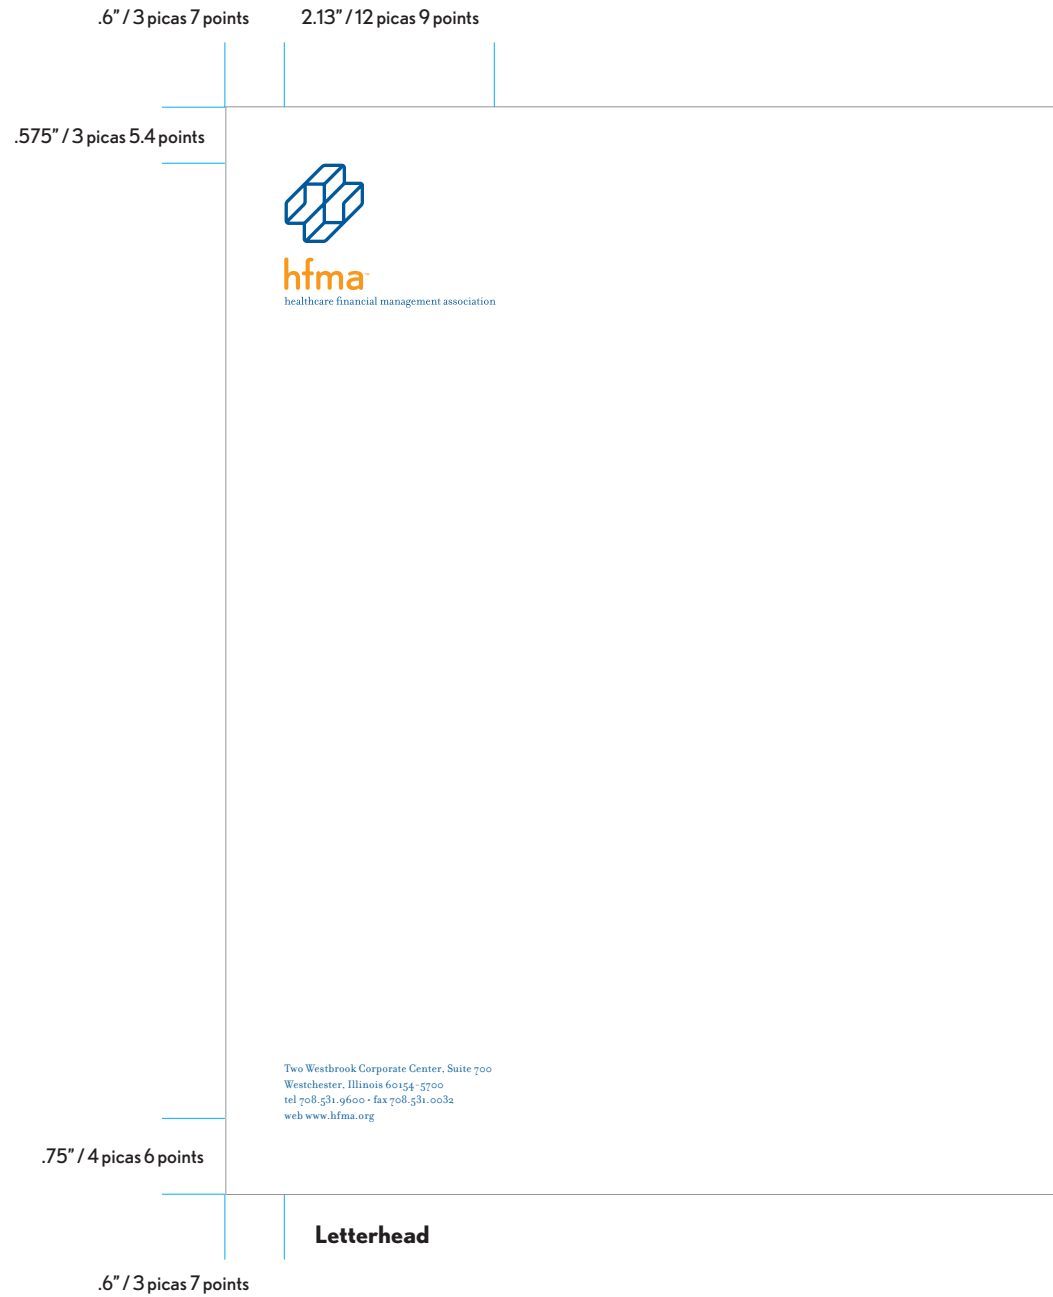 .6” / 3 picas 7 points
2.13” / 12 picas 9 points
.575” / 3 picas 5.4 points
hfma™
healthcare financial management association
Two Westbrook Corporate Center, Suite 700
Westchester, Illinois 60154-5700
tel 708.531.9600 • fax 708.531.0032
web www.hfma.org
.75” / 4 picas 6 points
Letterhead
.6” / 3 picas 7 points